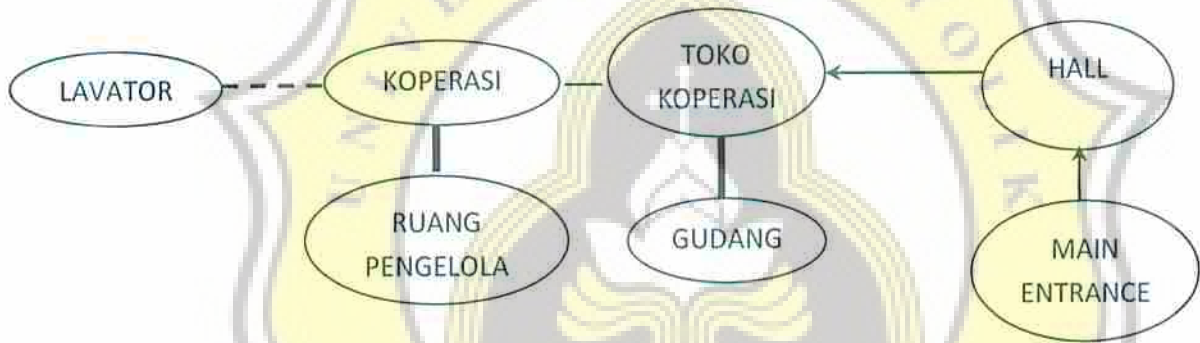 LAVATOR
KOPERASI
TOKO
KOPERASI
HALL
RUANG
PENGELOLA
GUDANG
MAIN
ENTRANCE